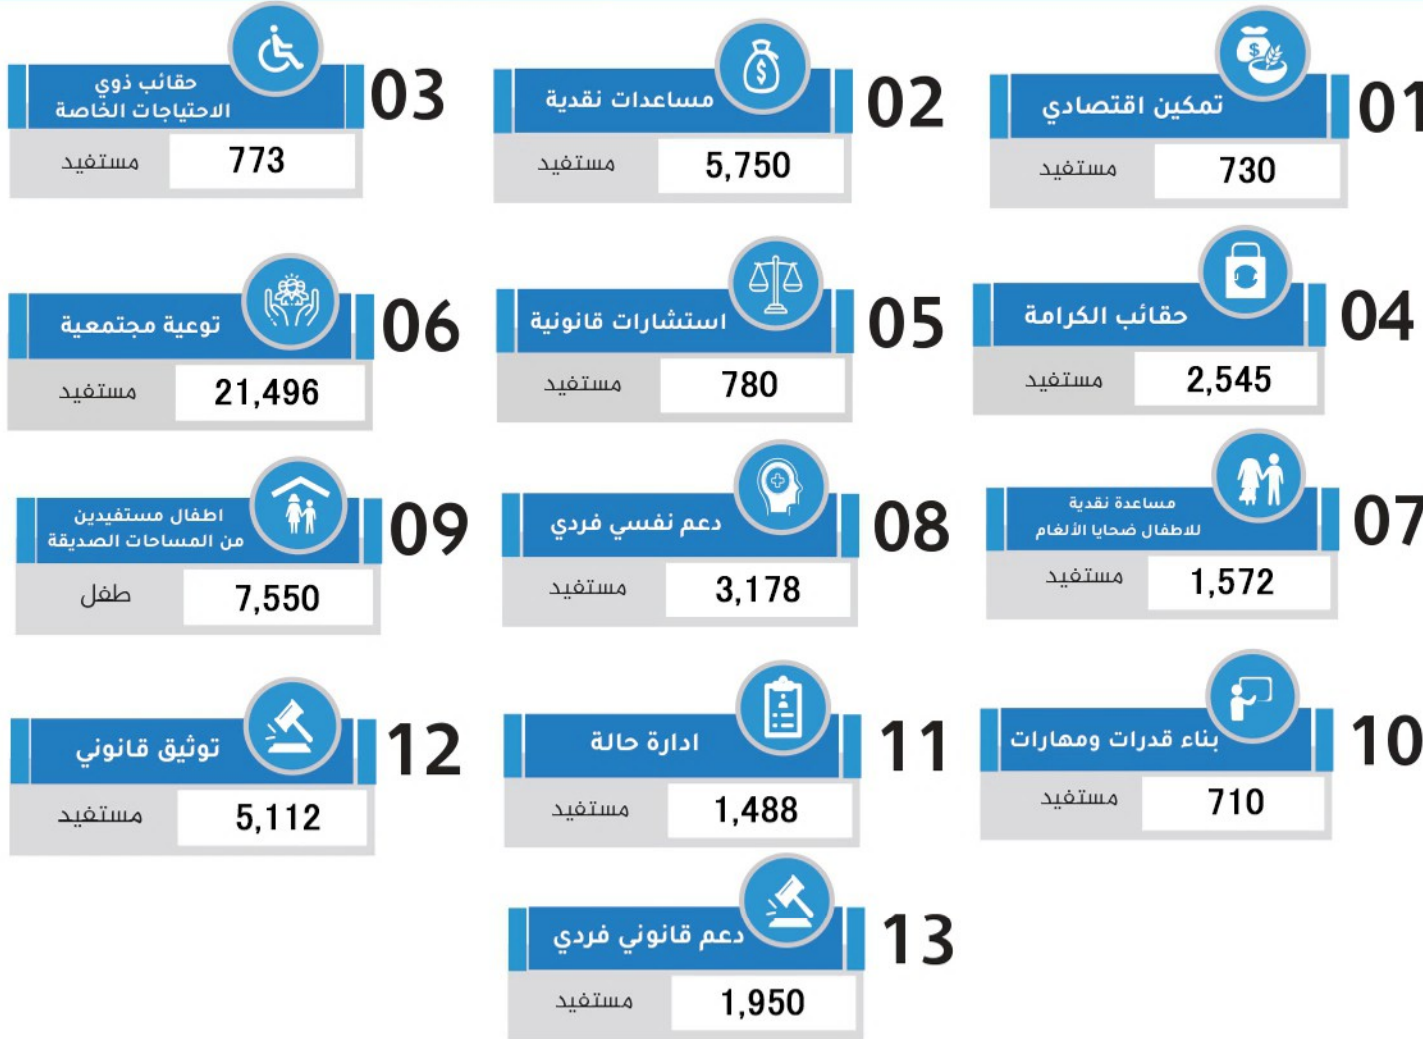 01
تمكين اقتصادي
730
مستفيد
02
مساعدات نقدية
5,750
مستفيد
03
حقائب ذوي
الاحتياجات الخاصة
773
مستفيد
04
حقائب الكرامة
2,545
مستفيد
05
استشارات قانونية
780
مستفيد
06
توعية مجتمعية
21,496
مستفيد
07
مساعدة نقدية
للاطفال ضحايا الألغام
1,572
مستفيد
08
دعم نفسي فردي
3,178
مستفيد
09
اطفال مستفيدين
من المساحات الصديقة
7,550
طفل
10
بناء قدرات ومهارات
710
مستفيد
11
ادارة حالة
1,488
مستفيد
12
توثيق قانوني
5,112
مستفيد
13
دعم قانوني فردي
1,950
مستفيد